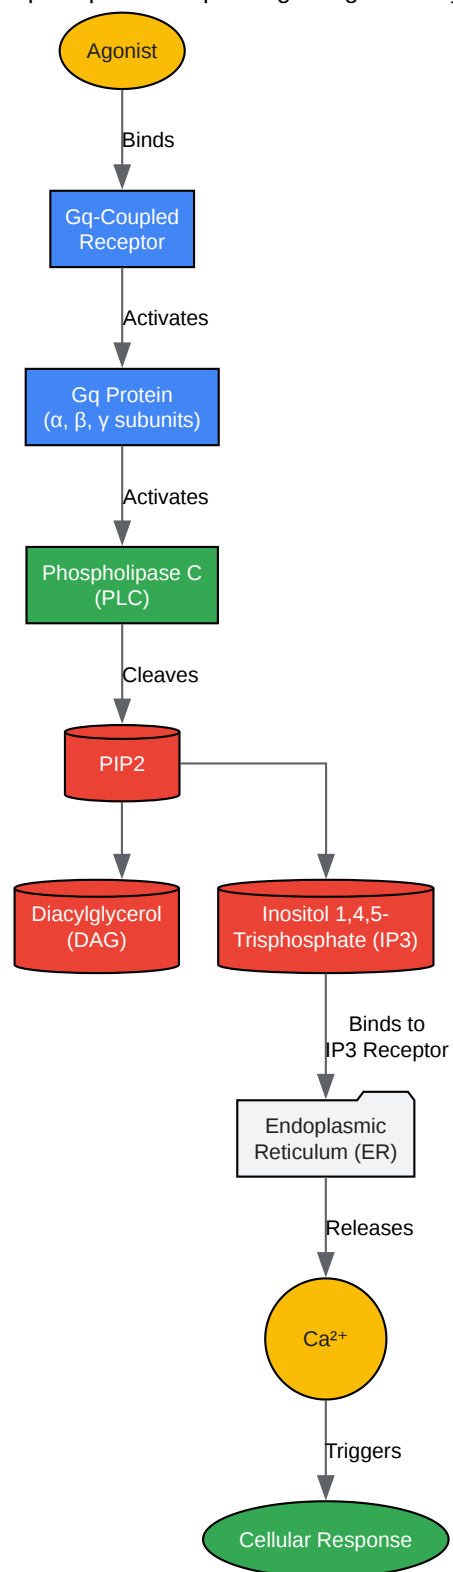 Agonist
Binds
Gq-Coupled
Receptor
Activates
Gq Protein
(α, β, γ subunits)
Activates
Phospholipase C
(PLC)
Cleaves
PIP2
Diacylglycerol
(DAG)
Inositol 1,4,5-
Trisphosphate (IP3)
Binds to
IP3 Receptor
Endoplasmic
Reticulum (ER)
Releases
Ca²⁺
Triggers
Cellular Response